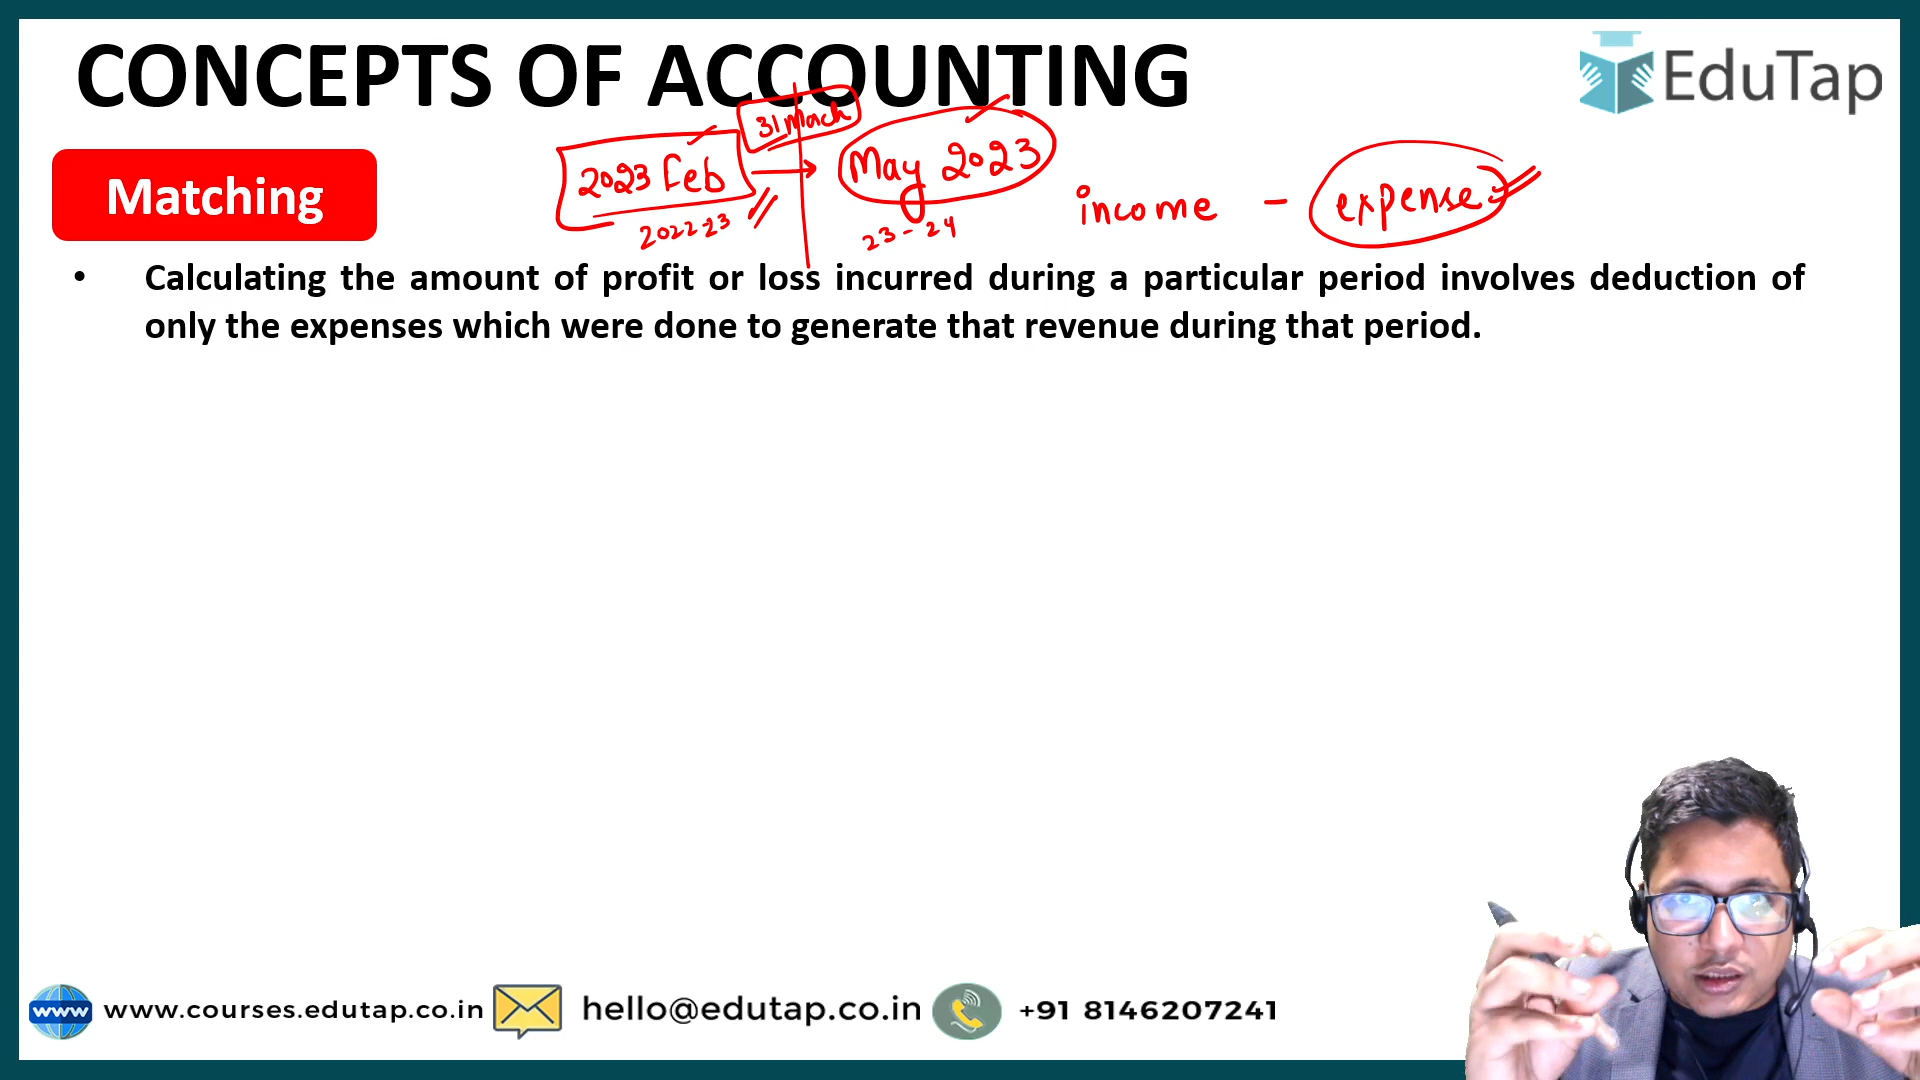 CONCEPTS OF ACCOUNTING
EduTap
31 Mach
2023 Feb
May 2023
income - expense
2022-23
23-24
Matching
• Calculating the amount of profit or loss incurred during a particular period involves deduction of
only the expenses which were done to generate that revenue during that period.
www www.courses.edutap.co.in hello@edutap.co.in +91 8146207241